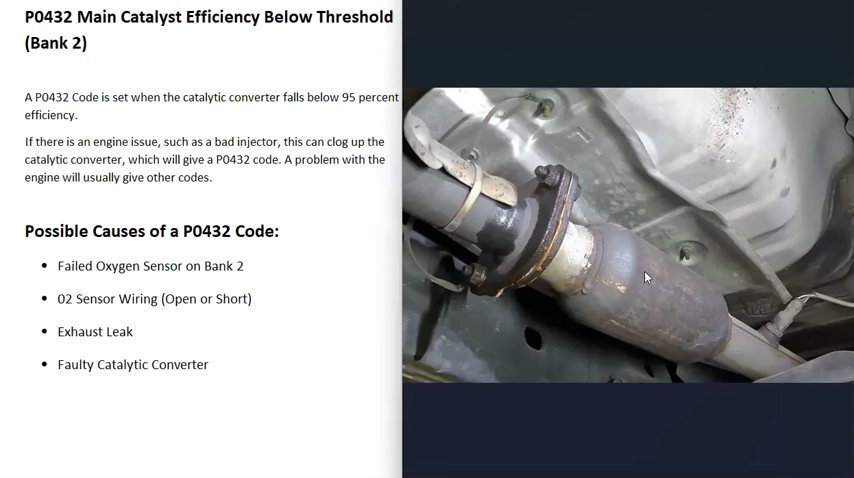 P0432 Main Catalyst Efficiency Below Threshold
(Bank 2)
A P0432 Code is set when the catalytic converter falls below 95 percent
efficiency.
If there is an engine issue, such as a bad injector, this can clog up the
catalytic converter, which will give a P0432 code. A problem with the
engine will usually give other codes.
Possible Causes of a P0432 Code:
• Failed Oxygen Sensor on Bank 2
• 02 Sensor Wiring (Open or Short)
• Exhaust Leak
• Faulty Catalytic Converter